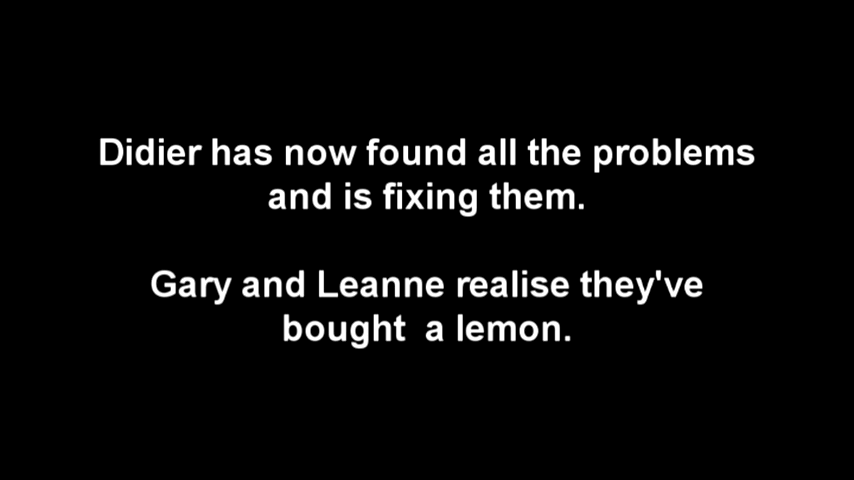 Didier has now found all the problems
and is fixing them.
Gary and Leanne realise they've
bought  a lemon.